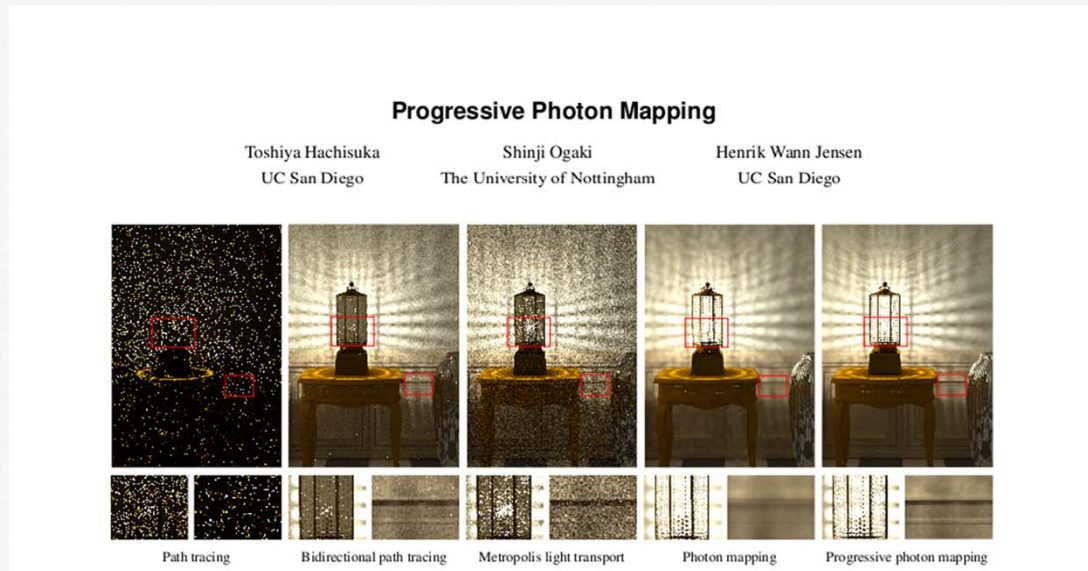 Progressive Photon Mapping
Toshiya Hachisuka Shinji Ogaki Henrik Wann Jensen
UC San Diego The University of Nottingham UC San Diego
Path tracing Bidirectional path tracing Metropolis light transport Photon mapping Progressive photon mapping